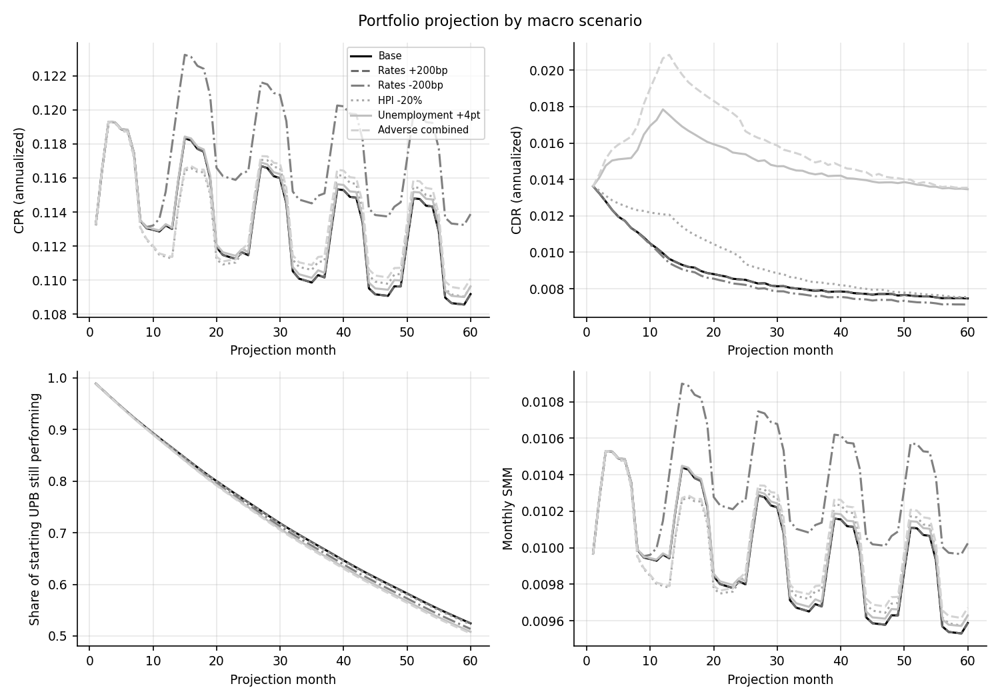 Portfolio projection by macro scenario
CPR (annualized)
0.122
0.120
0.118
0.116
0.114
0.112
0.110
0.108
Base
Rates +200bp
Rates -200bp
HPI -20%
Unemployment +4pt
Adverse combined
0 10 20 30 40 50 60
Projection month
CDR (annualized)
0.020
0.018
0.016
0.014
0.012
0.010
0.008
0 10 20 30 40 50 60
Projection month
Share of starting UPB still performing
1.0
0.9
0.8
0.7
0.6
0.5
0 10 20 30 40 50 60
Projection month
Monthly SMM
0.0108
0.0106
0.0104
0.0102
0.0100
0.0098
0.0096
0 10 20 30 40 50 60
Projection month